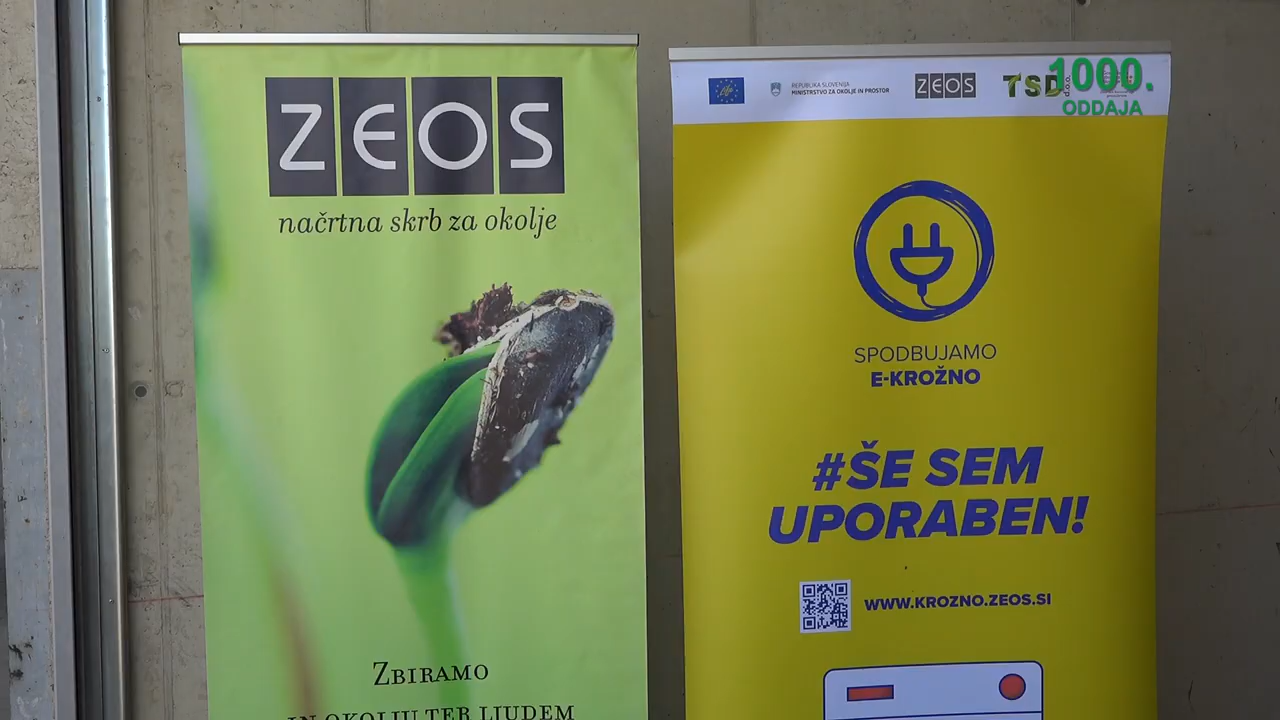 ZEOS
načrtna skrb za okolje
ZBIRAMO
IN OKOLJU TER LJUDEM
REPUBLIKA SLOVENIJA
MINISTRSTVO ZA OKOLJE IN PROSTOR
ZEOS
TSD d.o.o.
1000.
ODDAJA
SPODBUJAMO
E-KROŽNO
#ŠE SEM
UPORABEN!
WWW.KROZNO.ZEOS.SI